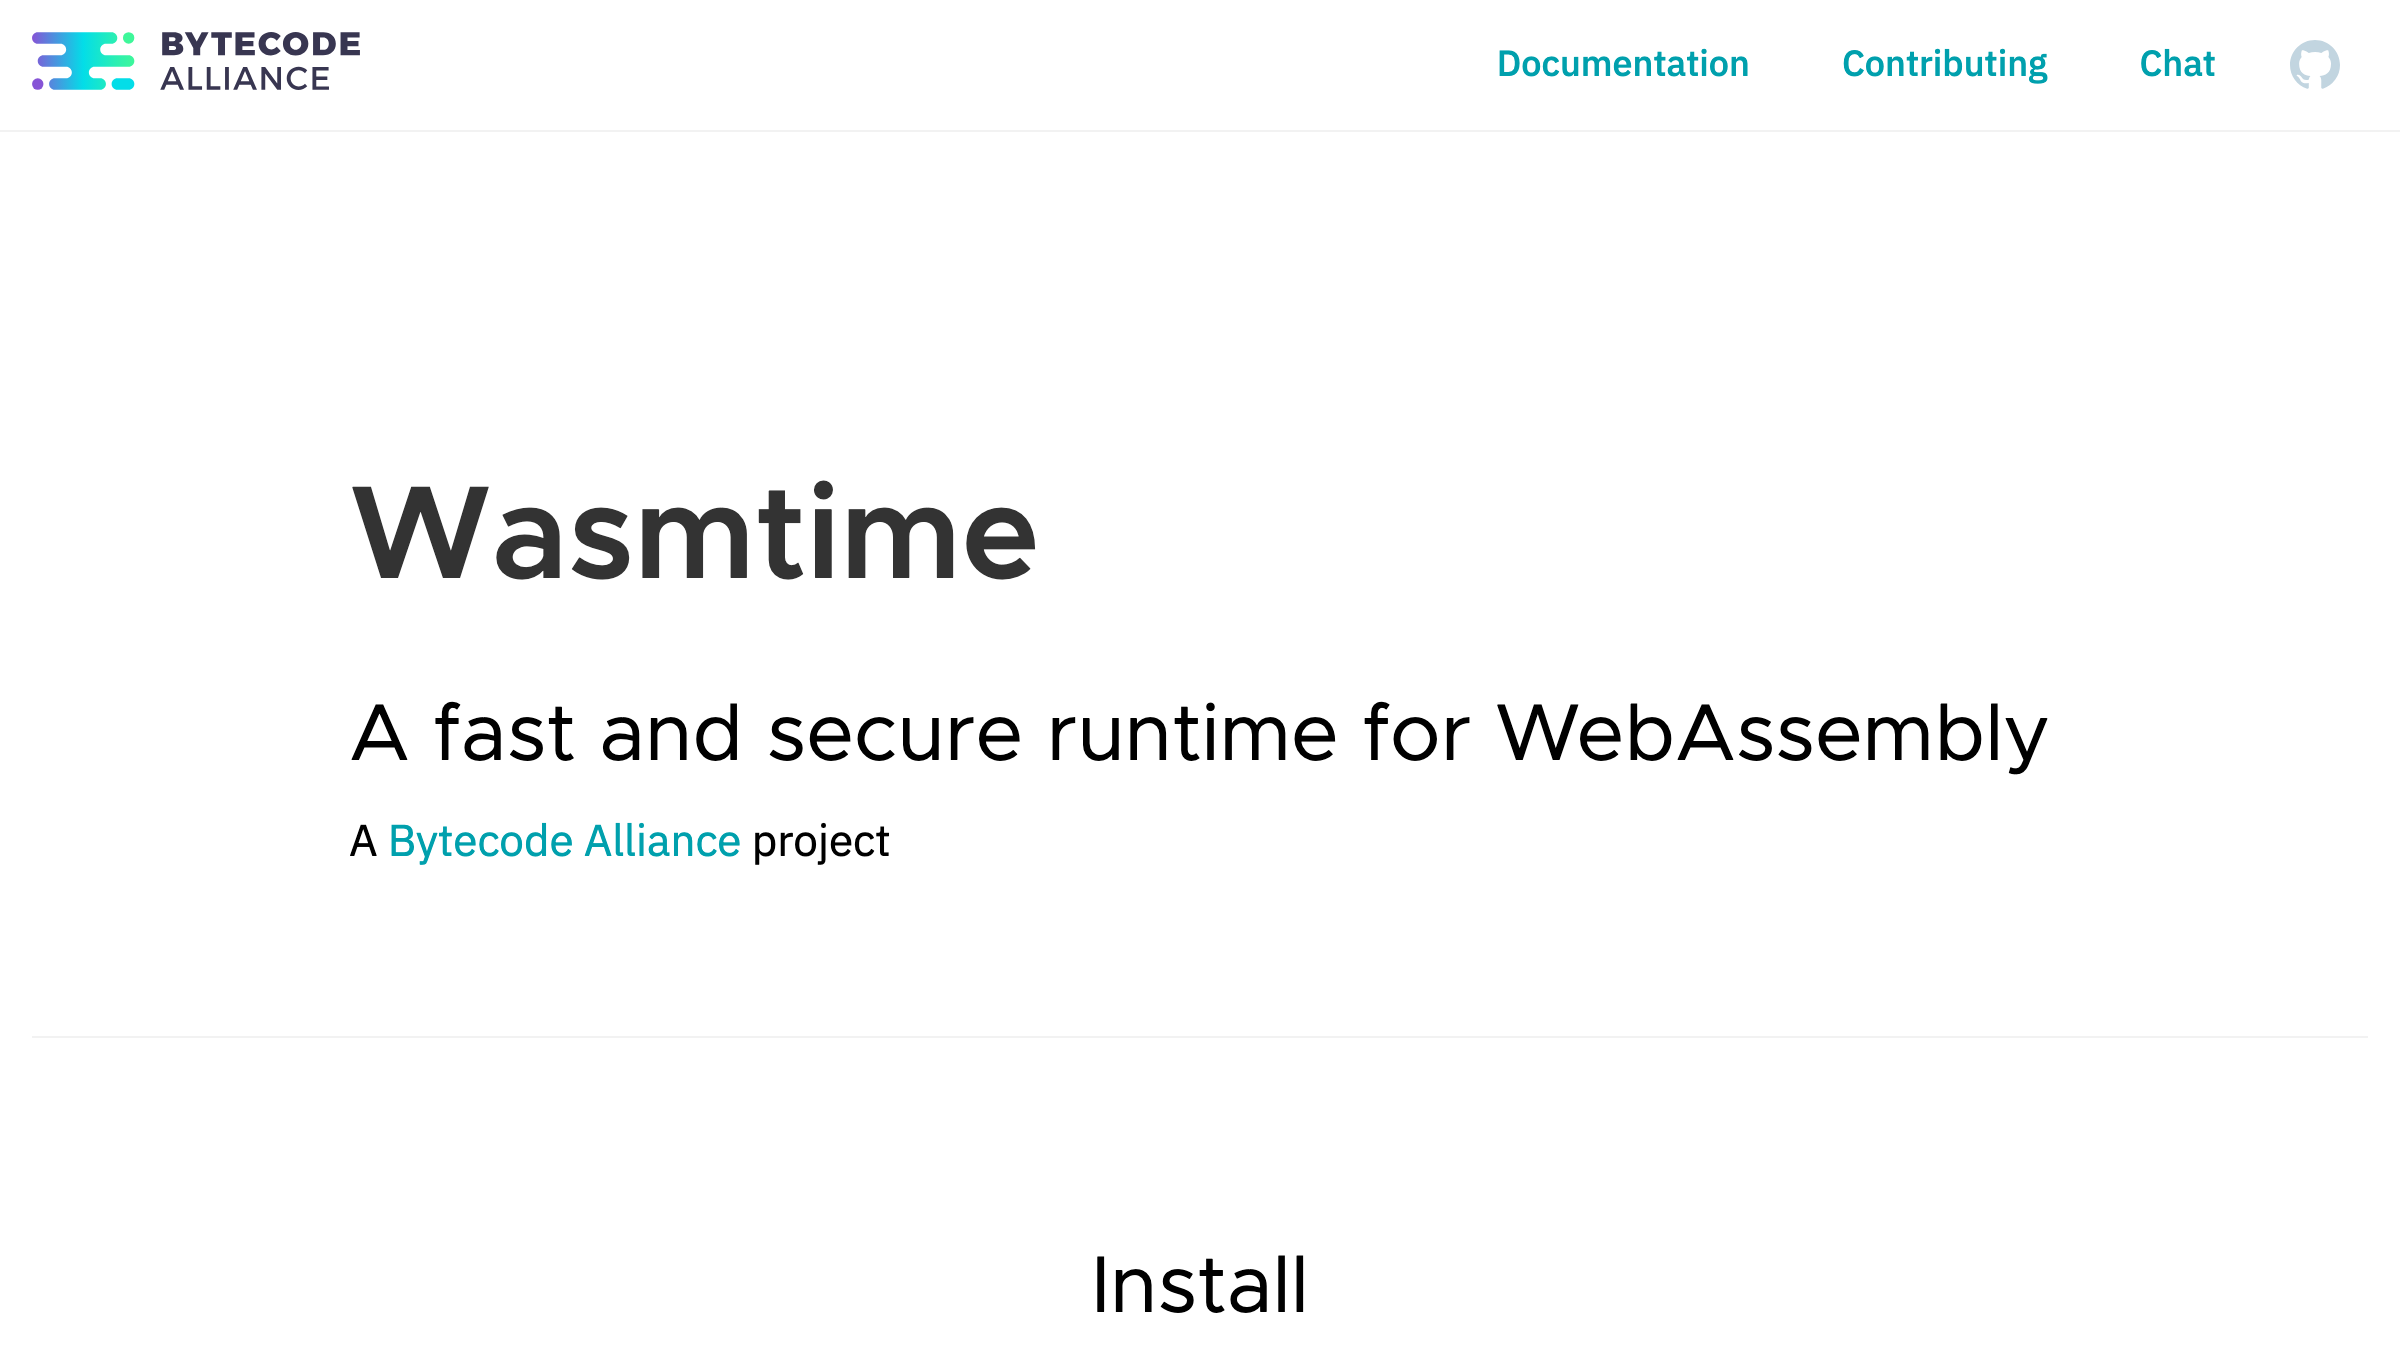 BYTECODE
ALLIANCE
Documentation
Contributing
Chat
Wasmtime
A fast and secure runtime for WebAssembly
A Bytecode Alliance project
Install